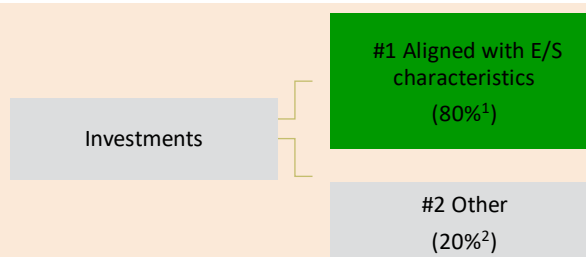 #1 Aligned with E/S
characteristics
(80%¹)
Investments
#2 Other
(20%²)